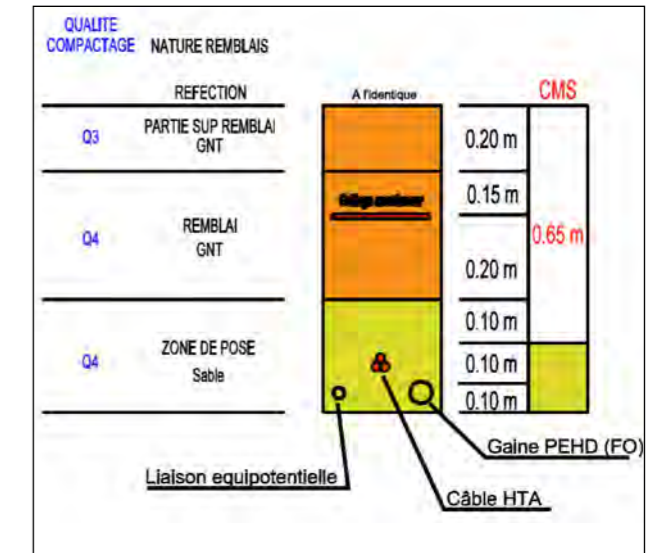 QUALITE
COMPACTAGE NATURE REMBLAIS
REFECTION A l'identique CMS
Q3 PARTIE SUP REMBLAI
GNT 0.20 m
0.15 m
Q4 REMBLAI
GNT 0.65 m
0.20 m
0.10 m
Q4 ZONE DE POSE
Sable 0.10 m
0.10 m
Gaine PEHD (FO)
Liaison equipotentielle
Câble HTA